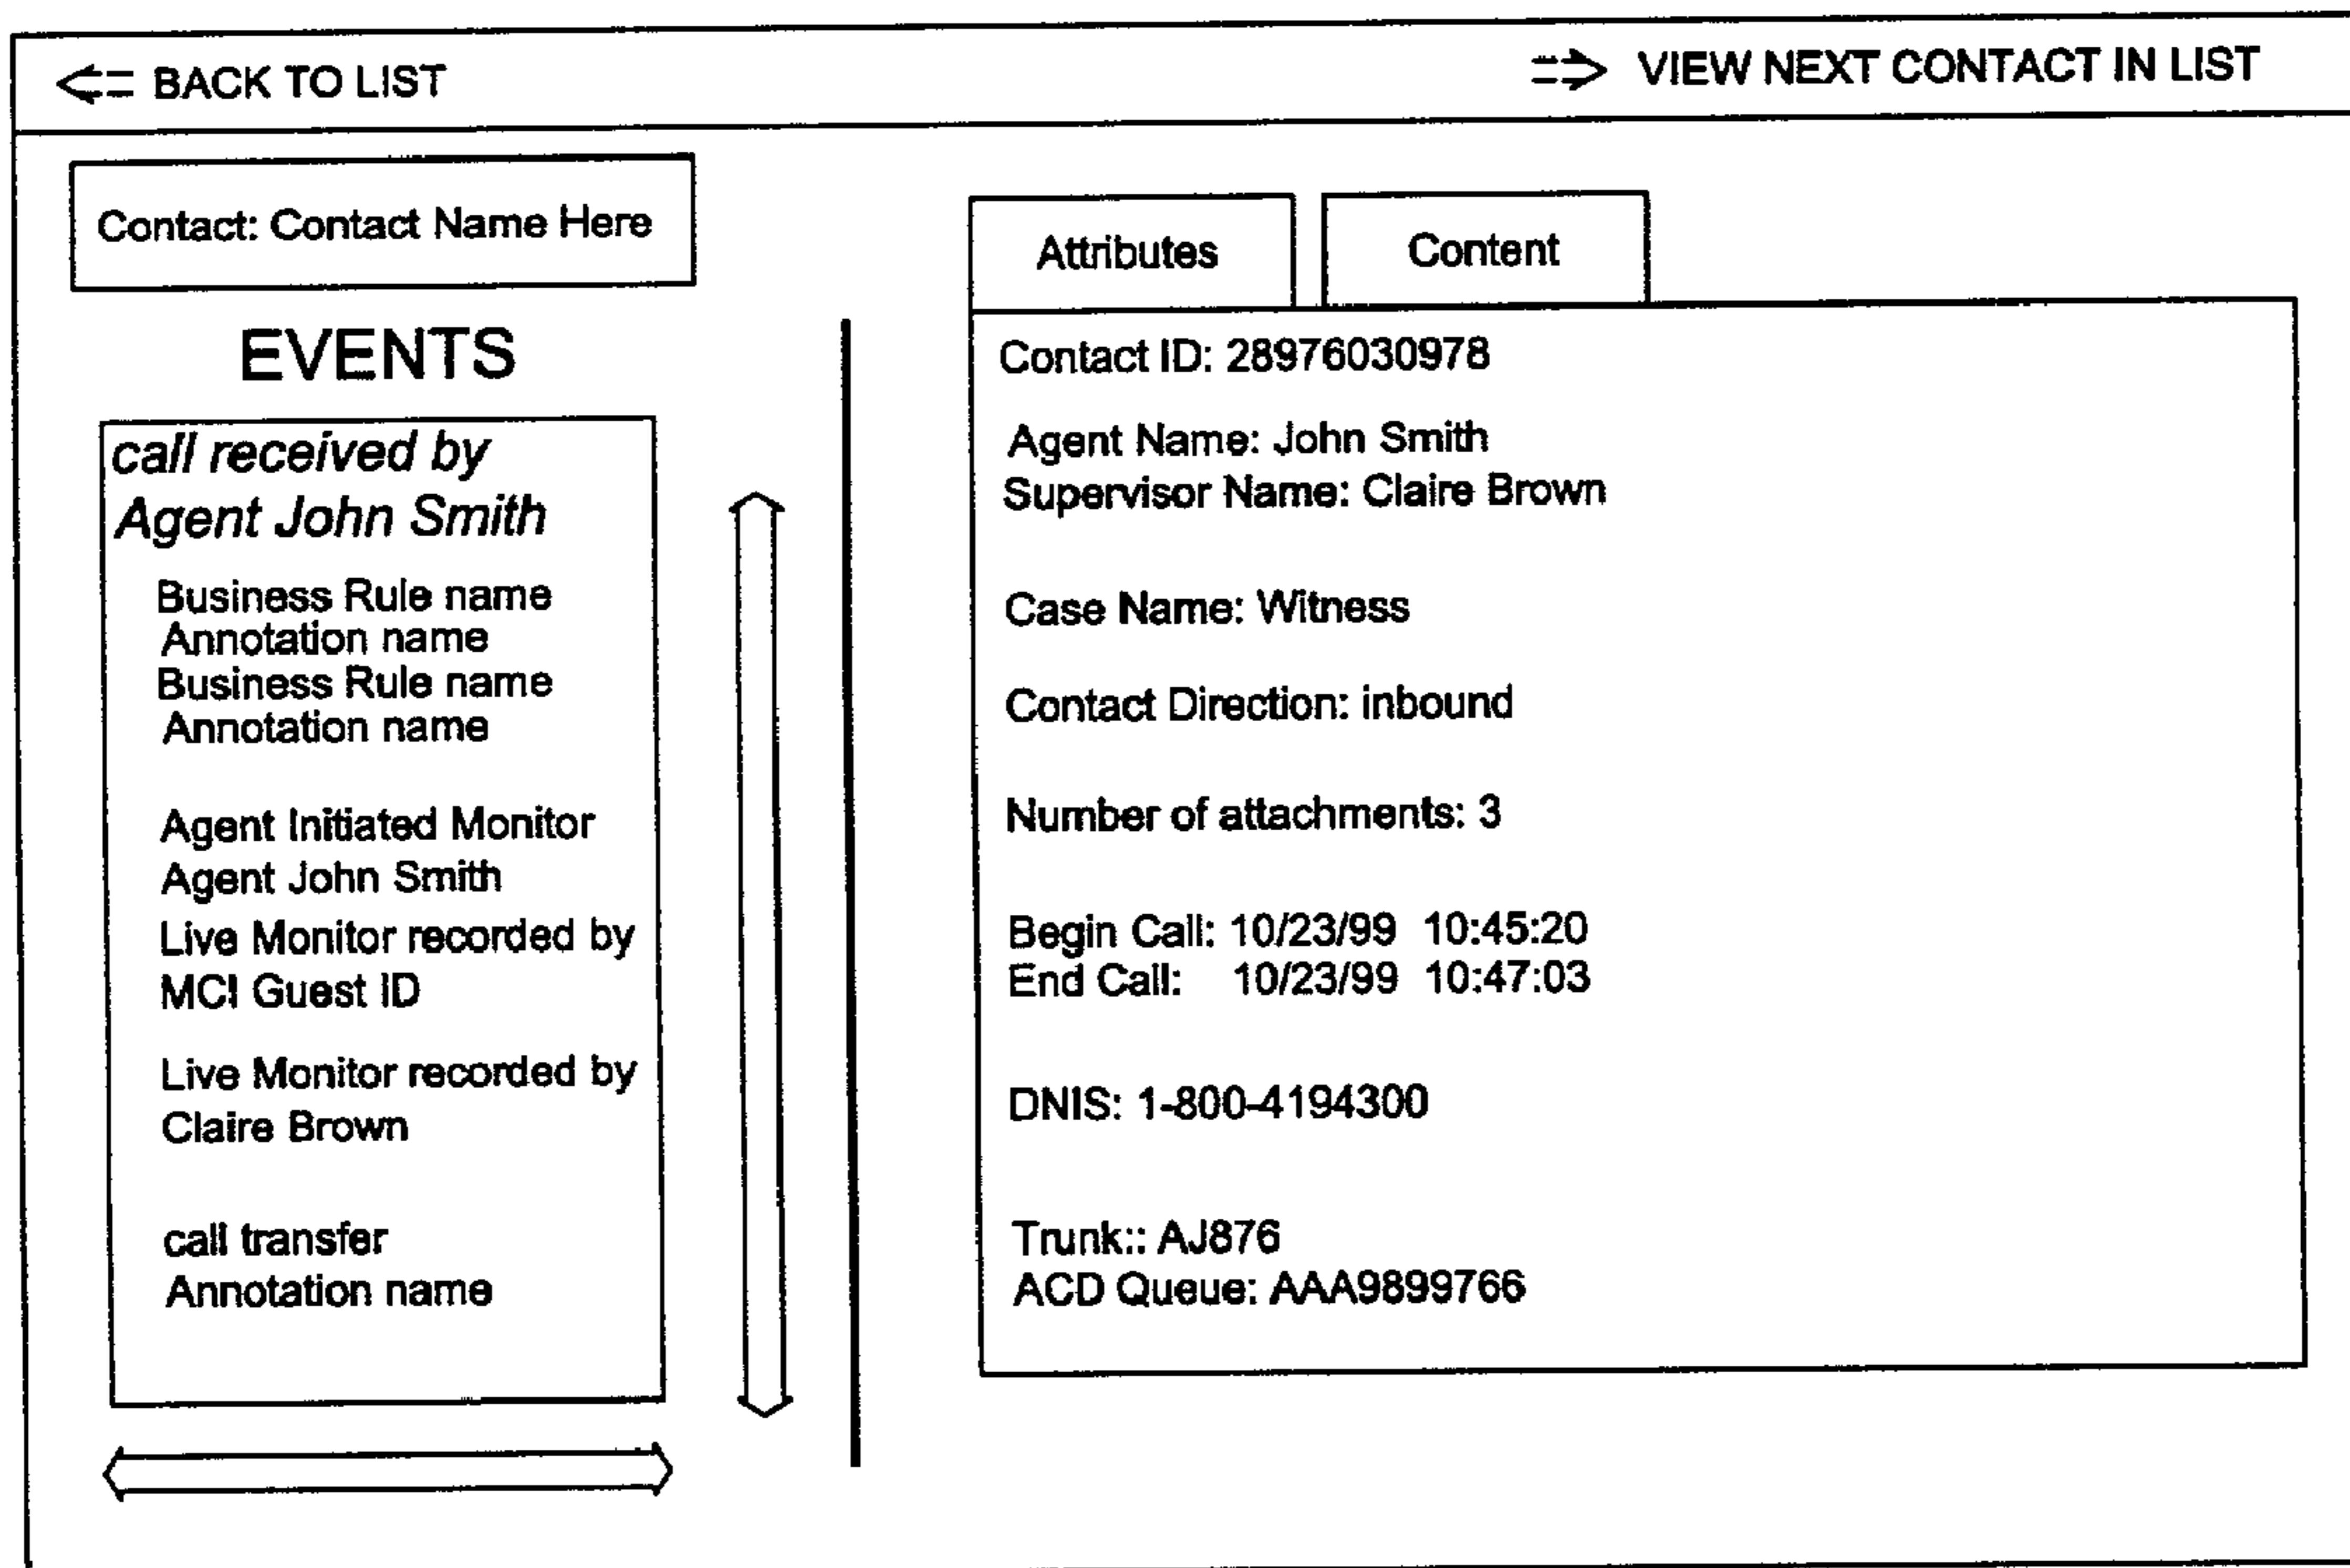 BACK TO LIST
VIEW NEXT CONTACT IN LIST
Contact: Contact Name Here
EVENTS
call received by
Agent John Smith
Business Rule name
Annotation name
Business Rule name
Annotation name
Agent Initiated Monitor
Agent John Smith
Live Monitor recorded by
MCI Guest ID
Live Monitor recorded by
Claire Brown
call transfer
Annotation name
Attributes
Content
Contact ID: 28976030978
Agent Name: John Smith
Supervisor Name: Claire Brown
Case Name: Witness
Contact Direction: inbound
Number of attachments: 3
Begin Call: 10/23/99 10:45:20
End Call: 10/23/99 10:47:03
DNIS: 1-800-4194300
Trunk:: AJ876
ACD Queue: AAA9899766